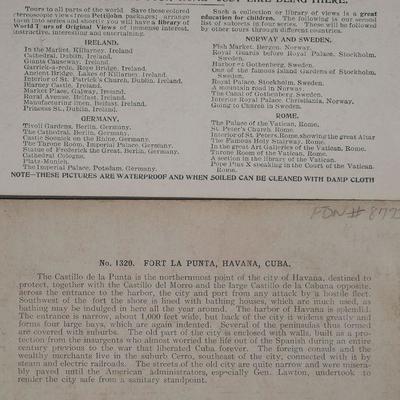 Tours to all parts of the world. Save these colored
stereoscope views from Petitjohn packages; arrange
them into series and shortly you will have a library of
World Tours of Original Views of immense interest,
instructive, interesting and entertaining.
IRELAND.
In the Market, Killarney, Ireland
Cathedral, Dublin, Ireland
Giants Causeway, Ireland
Carrick-a-rede, Rope Bridge, Ireland
Ancient Bridge, Lakes of Killarney, Ireland
Interior of St. Patrick's Church, Dublin, Ireland
Blarney Castle, Ireland
Market Place, Galway, Ireland
Royal Avenue, Belfast, Ireland
Manufacturing linen, Belfast, Ireland
Princess St., Dublin, Ireland
GERMANY.
Tivoli Gardens, Berlin, Germany
The Cathedral, Berlin, Germany.
Castle Sooneck on the Rhein, Germany.
The Throne Room, Imperial Palace, Germany
Statue of Frederick the Great, Berlin, Germany.
Cathedral Cologne.
Platz-Munich
The Imperial Palace, Potsdam, Germany
Such a collection of library of views is a great
education for children. The following is our second
list of subjects in four series. These will be followed
by other tours through different countries.
NORWAY AND SWEDEN.
Fish Market, Bergen, Norway.
Royal Guards before Royal Palace, Stockholm,
Sweden.
Harbor at Gothenberg, Sweden.
One of the famous island Gardens of Stockholm,
Sweden.
Royal Palace, Stockholm, Sweden.
A mountain road in Norway.
The Canal of Gothenberg, Sweden.
Interior Royal Palace, Christiania, Norway.
Going to Church in Sweden.
ROME.
The Palace of the Vatican, Rome.
St. Peter's Church Rome.
Interior of St. Peters, Rome, showing the great Altar
The Famous Holy Stairway, Rome.
In the great Art Galleries of the Vatican, Rome.
Throne Room of the Vatican, Rome.
A section in the library of the Vatican.
Pope Pius X speaking in the Court of the Vatican.
Rome.
NOTE—THESE PICTURES ARE WATERPROOF AND WHEN SOILED CAN BE CLEANED WITH DAMP CLOTH
No. 1320. FORT LA PUNTA, HAVANA, CUBA.
The Castillo de la Punta is the northernmost point of the city of Havana, destined to
protect, together with the Castillo del Morro and the large Castillo de la Cabana opposite,
across the entrance to the harbor, the city and port from any attack by a hostile fleet.
Southwest of the fort the shore is lined with bathing houses, which are much used, as
bathing may be indulged in here all the year around. The harbor of Havana is splendid.
The entrance is narrow, about 1,000 feet wide, but back of the city it widens greatly and
forms four large bays, which are again indented. Several of the peninsulas thus formed
are covered with suburbs. The old part of the city is enclosed with walls, built as a pro-
tection from the insurgents who almost worried the life out of the Spaniard during an entire
century previous to the war that liberated Cuba forever. The foreign consuls and the
wealthy merchants live in the suburb Cerro, southeast of the city, connected with it by
steam and electric railroads. The streets of the old city are quite narrow and were misera-
bly paved until the American administrators, especially Gen. Lawton, undertook to
render the city safe from a sanitary standpoint.